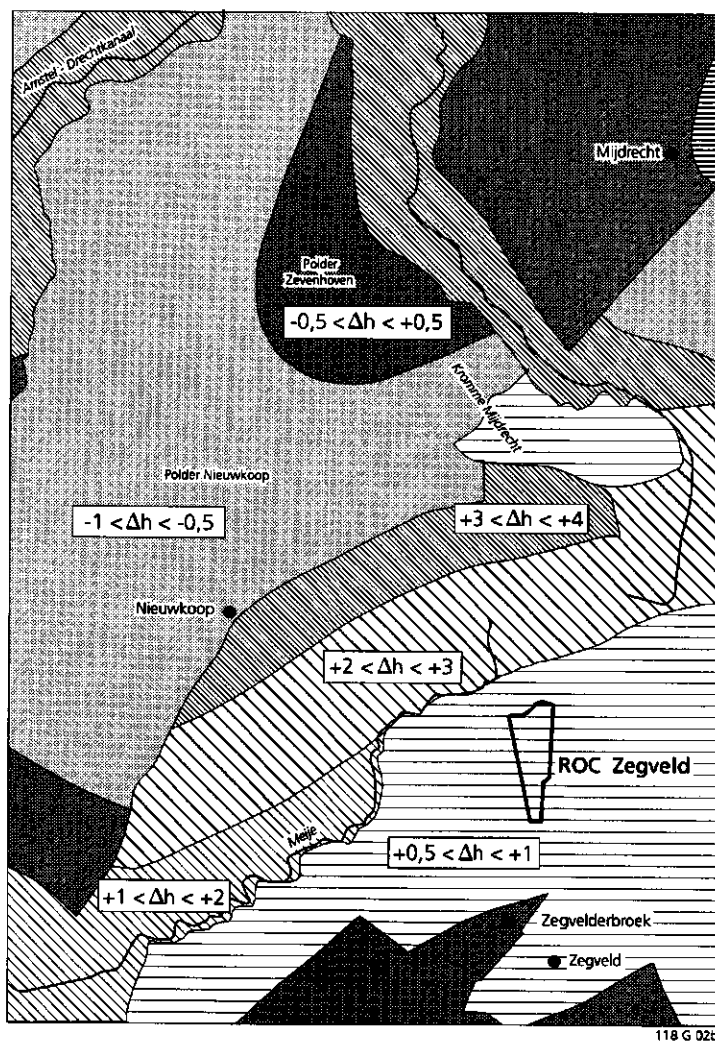 Amstel - Drechtkanaal
Mijdrecht
Polder
Zevenhoven
-0,5 < Δh < +0,5
Kromme Mijdrecht
Polder Nieuwkoop
-1 < Δh < -0,5
+3 < Δh < +4
Nieuwkoop
+2 < Δh < +3
ROC Zegveld
Meije
+0,5 < Δh < +1
+1 < Δh < +2
Zegvelderbroek
Zegveld
118 G 02b